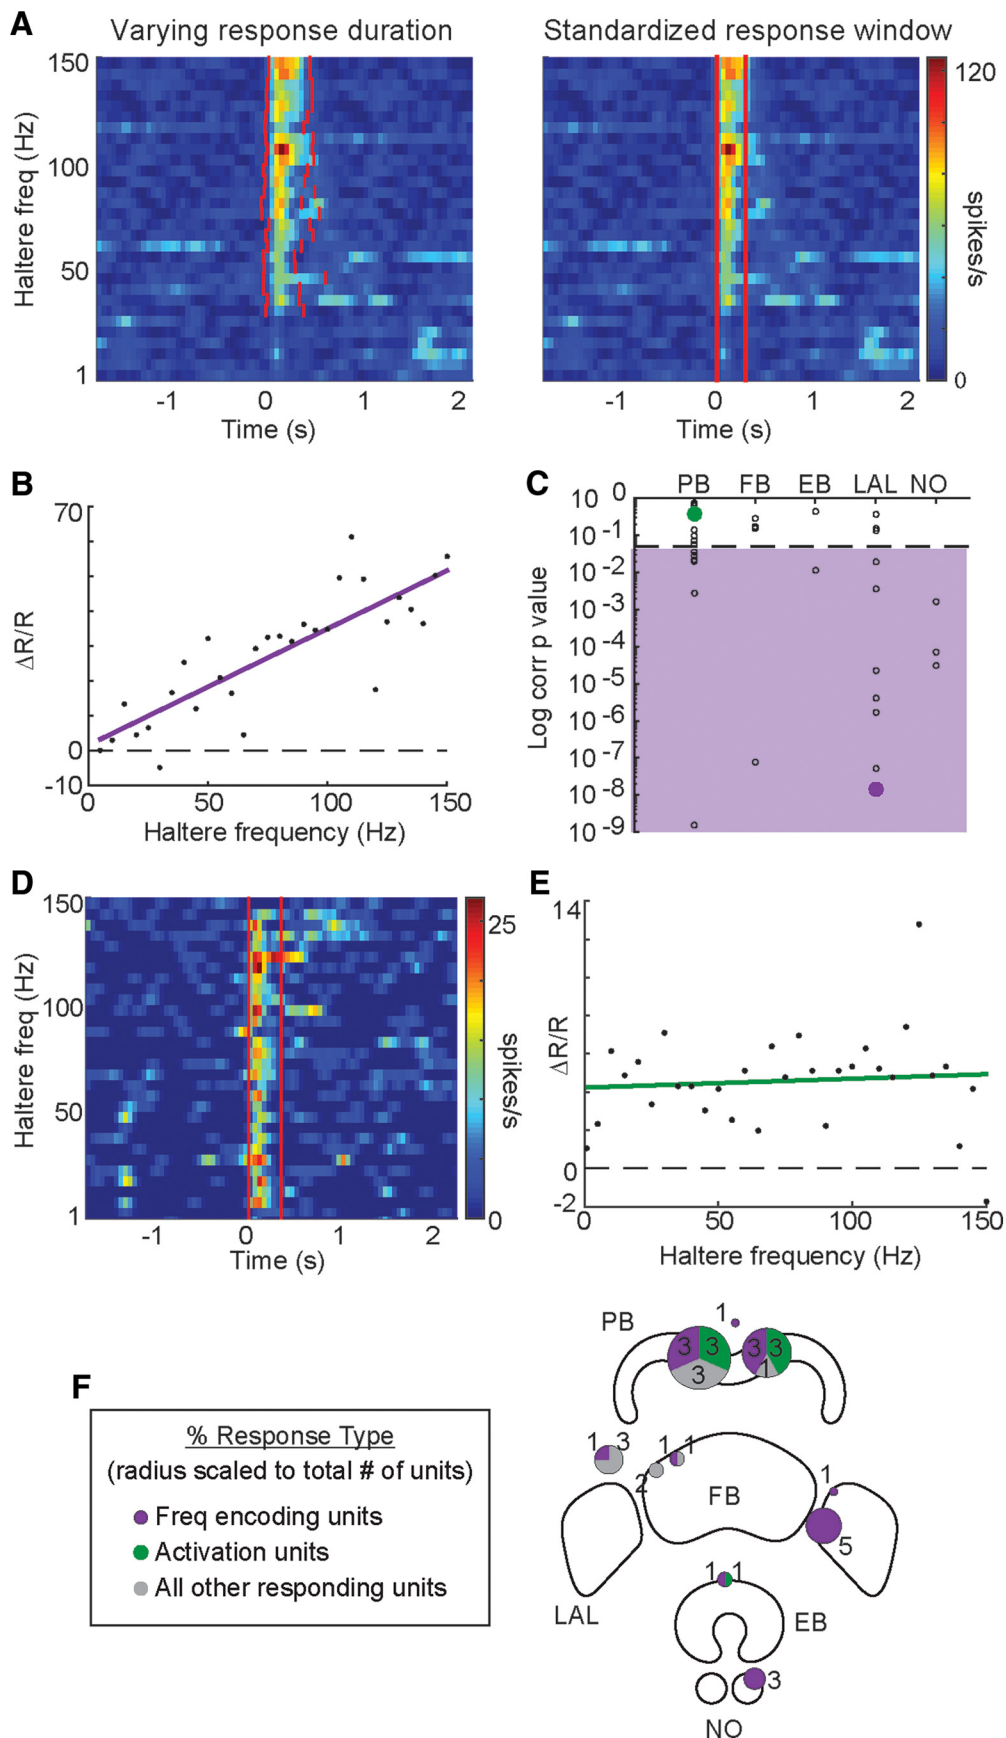 A
Varying response duration
Standardized response window
Haltere freq (Hz)
150
100
50
1
-1 0 1 2
Time (s)
-1 0 1 2
Time (s)
120
0
spikes/s
B
70
0
-10
ΔR/R
0 50 100 150
Haltere frequency (Hz)
C
PB FB EB LAL NO
Log corr p value
10 0
10 -1
10 -2
10 -3
10 -4
10 -5
10 -6
10 -7
10 -8
10 -9
D
Haltere freq (Hz)
150
100
50
1
-1 0 1 2
Time (s)
25
0
spikes/s
E
14
0
-2
ΔR/R
0 50 100 150
Haltere frequency (Hz)
F
% Response Type
(radius scaled to total # of units)
Freq encoding units
Activation units
All other responding units
PB
1
3 3 3
3 3 1
1 3
1 1
2
FB
1
5
LAL
1 1
EB
3
NO